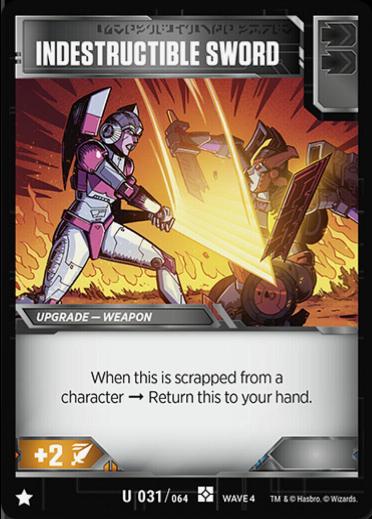 INDESTRUCTIBLE SWORD
UPGRADE — WEAPON
When this is scrapped from a
character → Return this to your hand.
+2
U 031/064 WAVE 4 TM & © Hasbro. © Wizards.